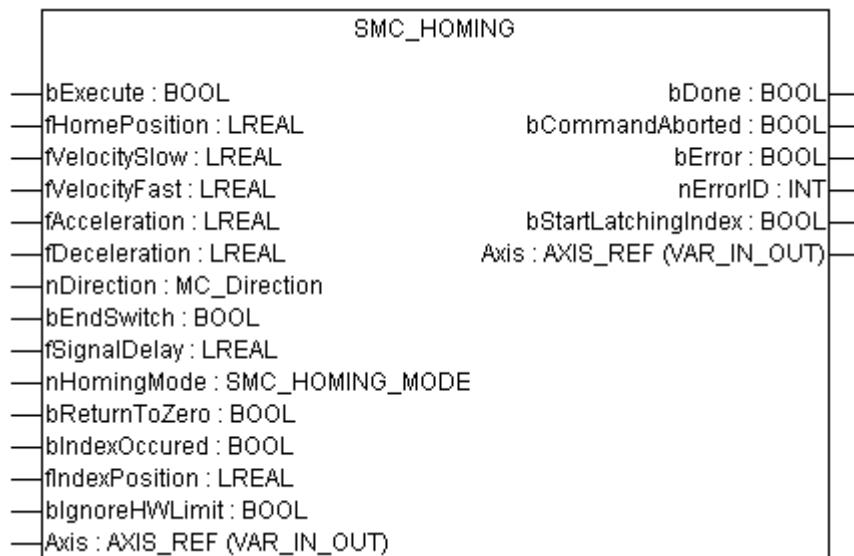 SMC_HOMING
bExecute : BOOL
bDone : BOOL
fHomePosition : LREAL
bCommandAborted : BOOL
fVelocitySlow : LREAL
bError : BOOL
fVelocityFast : LREAL
nErrorID : INT
fAcceleration : LREAL
bStartLatchingIndex : BOOL
fDeceleration : LREAL
Axis : AXIS_REF (VAR_IN_OUT)
nDirection : MC_Direction
bEndSwitch : BOOL
fSignalDelay : LREAL
nHomingMode : SMC_HOMING_MODE
bReturnToZero : BOOL
bIndexOccured : BOOL
fIndexPosition : LREAL
bIgnoreHWLimit : BOOL
Axis : AXIS_REF (VAR_IN_OUT)